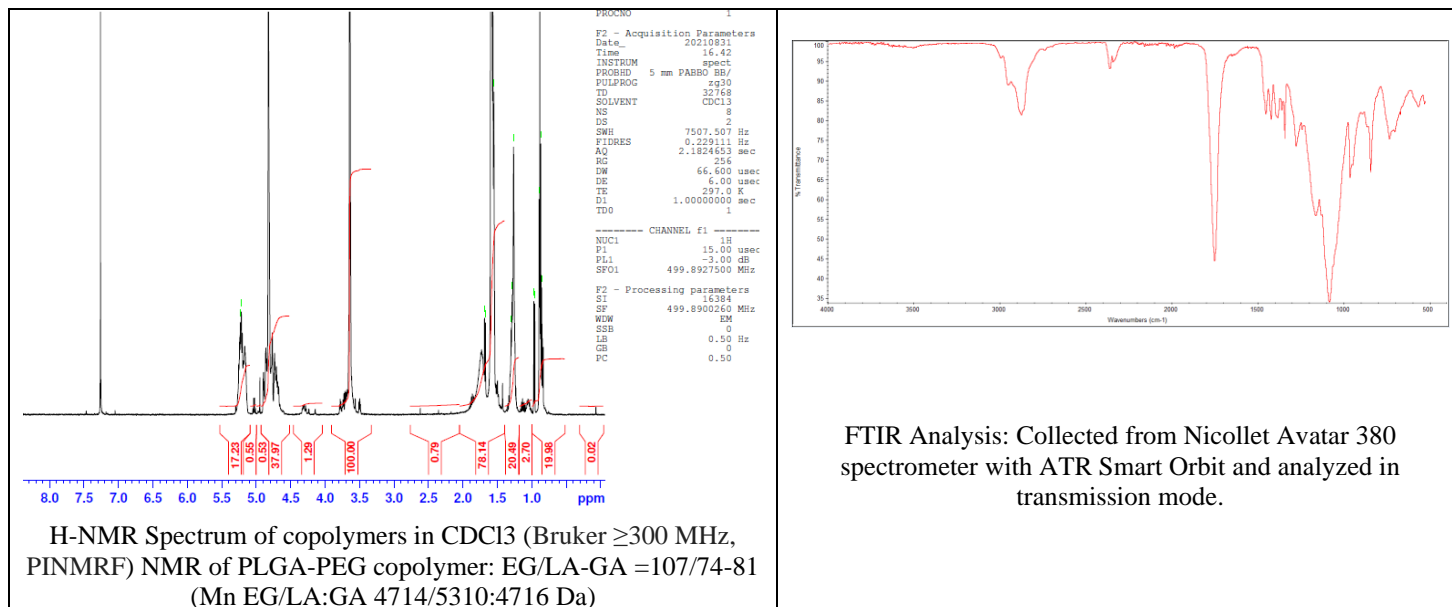 PROCNO 1
F2 - Acquisition Parameters
Date_ 20210831
Time 16.42
INSTRUM spect
PROBHD 5 mm PABBO BB/
PULPROG zg30
TD 32768
SOLVENT CDCl3
NS 8
DS 2
SWH 7507.507 Hz
FIDRES 0.229111 Hz
AQ 2.1824653 sec
RG 256
DW 66.600 usec
DE 6.00 usec
TE 297.0 K
D1 1.00000000 sec
TD0 1
======== CHANNEL f1 ========
NUC1 1H
P1 15.00 usec
PL1 -3.00 dB
SFO1 499.8927500 MHz
F2 - Processing parameters
SI 16384
SF 499.8900260 MHz
WDW EM
SSB 0
LB 0.50 Hz
GB 0
PC 0.50
17.23 0.55 0.53 37.97 1.29 100.00 0.79 78.14 20.49 2.70 19.98 0.02
8.0 7.5 7.0 6.5 6.0 5.5 5.0 4.5 4.0 3.5 3.0 2.5 2.0 1.5 1.0 ppm
H-NMR Spectrum of copolymers in CDCl3 (Bruker ≥300 MHz,
PINMRF) NMR of PLGA-PEG copolymer: EG/LA-GA =107/74-81
(Mn EG/LA:GA 4714/5310:4716 Da)
100
95
90
85
80
75
70
65
60
55
50
45
40
35
% Transmittance
4000 3500 3000 2500 2000 1500 1000 500
Wavenumbers (cm-1)
FTIR Analysis: Collected from Nicollet Avatar 380
spectrometer with ATR Smart Orbit and analyzed in
transmission mode.